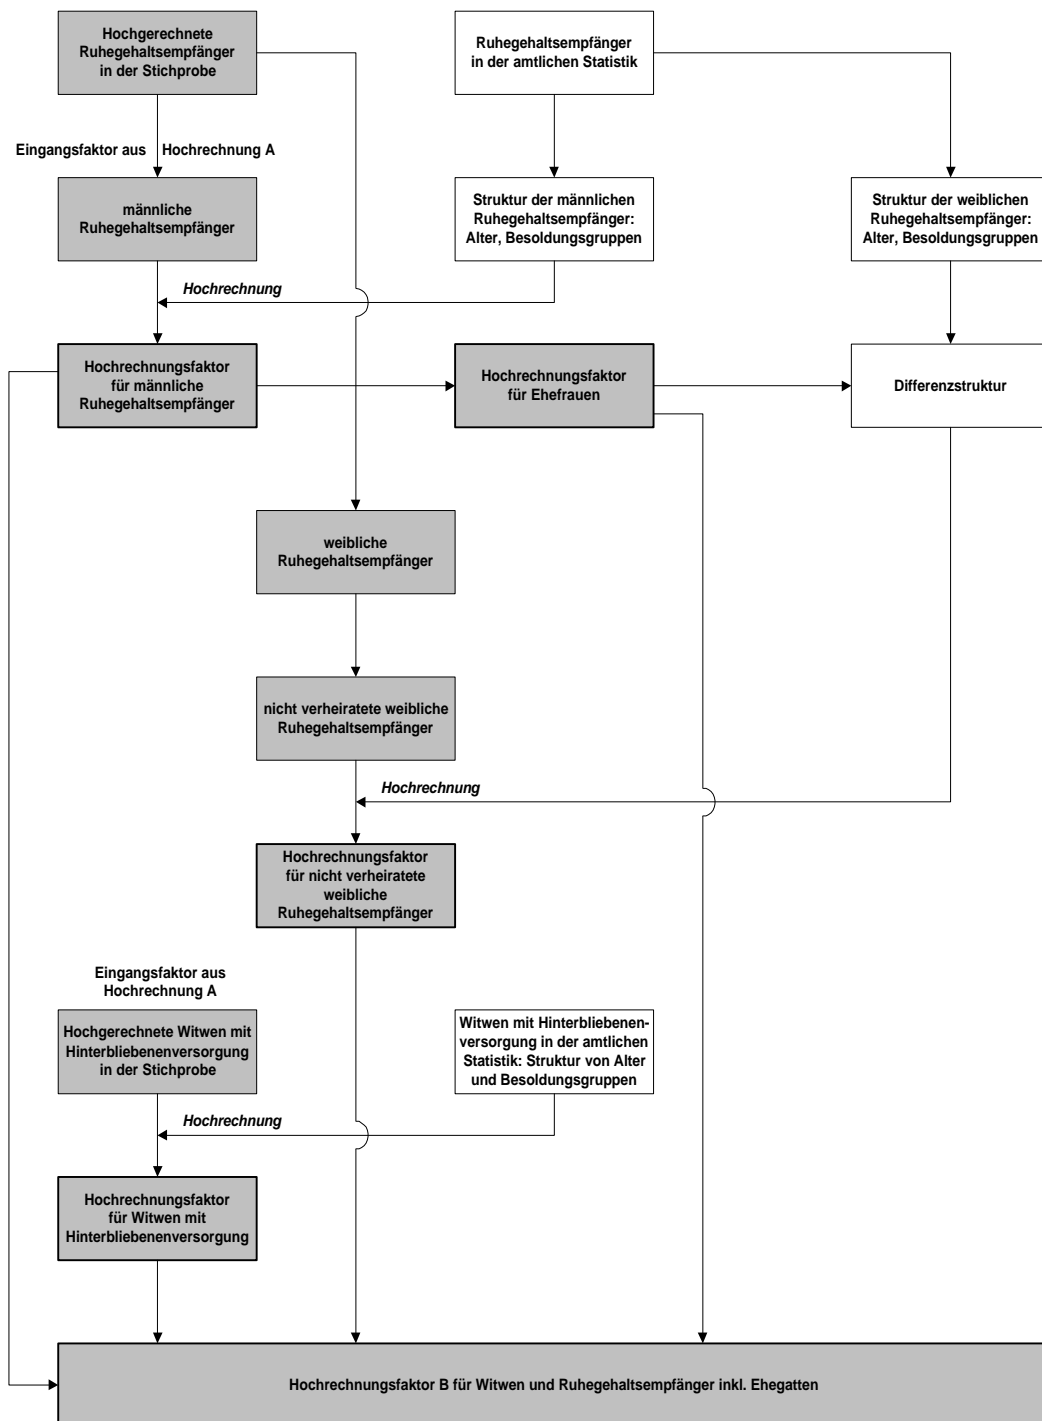 Hochgerechnete
Ruhegehaltsempfänger
in der Stichprobe
Ruhegehaltsempfänger
in der amtlichen Statistik
Eingangsfaktor aus Hochrechnung A
männliche
Ruhegehaltsempfänger
Struktur der männlichen
Ruhegehaltsempfänger:
Alter, Besoldungsgruppen
Struktur der weiblichen
Ruhegehaltsempfänger:
Alter, Besoldungsgruppen
Hochrechnung
Hochrechnungsfaktor
für männliche
Ruhegehaltsempfänger
Hochrechnungsfaktor
für Ehefrauen
Differenzstruktur
weibliche
Ruhegehaltsempfänger
nicht verheiratete weibliche
Ruhegehaltsempfänger
Hochrechnung
Hochrechnungsfaktor
für nicht verheiratete
weibliche
Ruhegehaltsempfänger
Eingangsfaktor aus
Hochrechnung A
Hochgerechnete Witwen mit
Hinterbliebenenversorgung
in der Stichprobe
Witwen mit Hinterbliebenen-
versorgung in der amtlichen
Statistik: Struktur von Alter
und Besoldungsgruppen
Hochrechnung
Hochrechnungsfaktor
für Witwen mit
Hinterbliebenenversorgung
Hochrechnungsfaktor B für Witwen und Ruhegehaltsempfänger inkl. Ehegatten